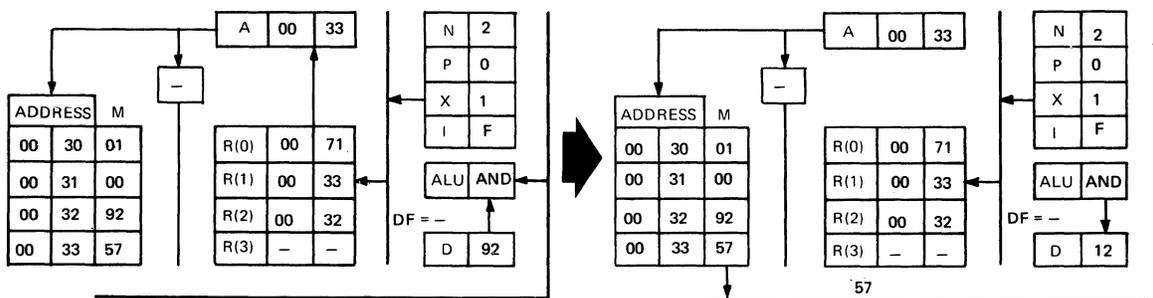 A 00 33
N 2
P 0
X 1
I F
–
ADDRESS M
00 30 01
00 31 00
00 32 92
00 33 57
R(0) 00 71
R(1) 00 33
R(2) 00 32
R(3) – –
ALU AND
DF = –
D 92
A 00 33
N 2
P 0
X 1
I F
–
ADDRESS M
00 30 01
00 31 00
00 32 92
00 33 57
R(0) 00 71
R(1) 00 33
R(2) 00 32
R(3) – –
ALU AND
DF = –
D 12
57